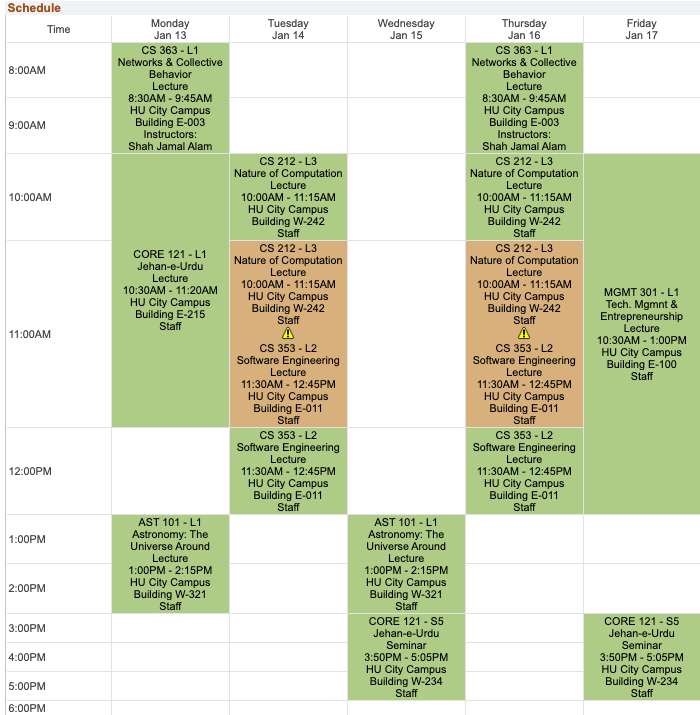 Schedule
Time
Monday
Jan 13
Tuesday
Jan 14
Wednesday
Jan 15
Thursday
Jan 16
Friday
Jan 17
8:00AM
CS 363 - L1
Networks & Collective
Behavior
Lecture
8:30AM - 9:45AM
HU City Campus
Building E-003
Instructors:
Shah Jamal Alam
CS 363 - L1
Networks & Collective
Behavior
Lecture
8:30AM - 9:45AM
HU City Campus
Building E-003
Instructors:
Shah Jamal Alam
9:00AM
10:00AM
CORE 121 - L1
Jehan-e-Urdu
Lecture
10:30AM - 11:20AM
HU City Campus
Building E-215
Staff
CS 212 - L3
Nature of Computation
Lecture
10:00AM - 11:15AM
HU City Campus
Building W-242
Staff
CS 212 - L3
Nature of Computation
Lecture
10:00AM - 11:15AM
HU City Campus
Building W-242
Staff
MGMT 301 - L1
Tech. Mgmnt &
Entrepreneurship
Lecture
10:30AM - 1:00PM
HU City Campus
Building E-100
Staff
11:00AM
CS 212 - L3
Nature of Computation
Lecture
10:00AM - 11:15AM
HU City Campus
Building W-242
Staff
CS 353 - L2
Software Engineering
Lecture
11:30AM - 12:45PM
HU City Campus
Building E-011
Staff
CS 212 - L3
Nature of Computation
Lecture
10:00AM - 11:15AM
HU City Campus
Building W-242
Staff
CS 353 - L2
Software Engineering
Lecture
11:30AM - 12:45PM
HU City Campus
Building E-011
Staff
12:00PM
CS 353 - L2
Software Engineering
Lecture
11:30AM - 12:45PM
HU City Campus
Building E-011
Staff
CS 353 - L2
Software Engineering
Lecture
11:30AM - 12:45PM
HU City Campus
Building E-011
Staff
1:00PM
AST 101 - L1
Astronomy: The
Universe Around
Lecture
1:00PM - 2:15PM
HU City Campus
Building W-321
Staff
AST 101 - L1
Astronomy: The
Universe Around
Lecture
1:00PM - 2:15PM
HU City Campus
Building W-321
Staff
2:00PM
3:00PM
CORE 121 - S5
Jehan-e-Urdu
Seminar
3:50PM - 5:05PM
HU City Campus
Building W-234
Staff
CORE 121 - S5
Jehan-e-Urdu
Seminar
3:50PM - 5:05PM
HU City Campus
Building W-234
Staff
4:00PM
5:00PM
6:00PM